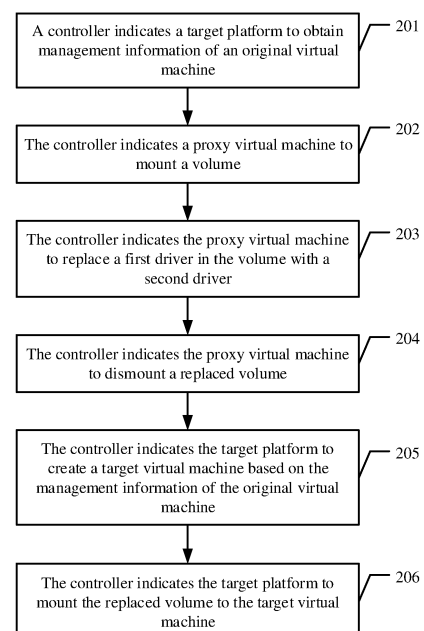 A controller indicates a target platform to obtain
management information of an original virtual
machine
201
The controller indicates a proxy virtual machine to
mount a volume
202
The controller indicates the proxy virtual machine
to replace a first driver in the volume with a
second driver
203
The controller indicates the proxy virtual machine
to dismount a replaced volume
204
The controller indicates the target platform to
create a target virtual machine based on the
management information of the original virtual
machine
205
The controller indicates the target platform to
mount the replaced volume to the target virtual
machine
206